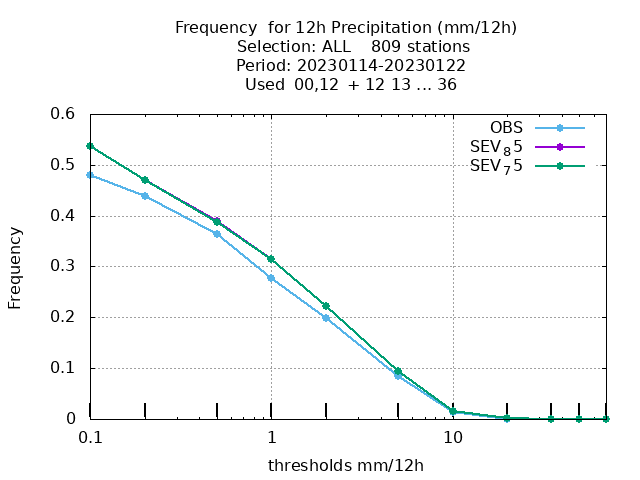 Frequency  for 12h Precipitation (mm/12h)
Selection: ALL    809 stations
Period: 20230114-20230122
Used  00,12  + 12 13 ... 36
OBS
SEV₈5
SEV₇5
0.6
0.5
0.4
0.3
0.2
0.1
0
Frequency
0.1 1 10
thresholds mm/12h